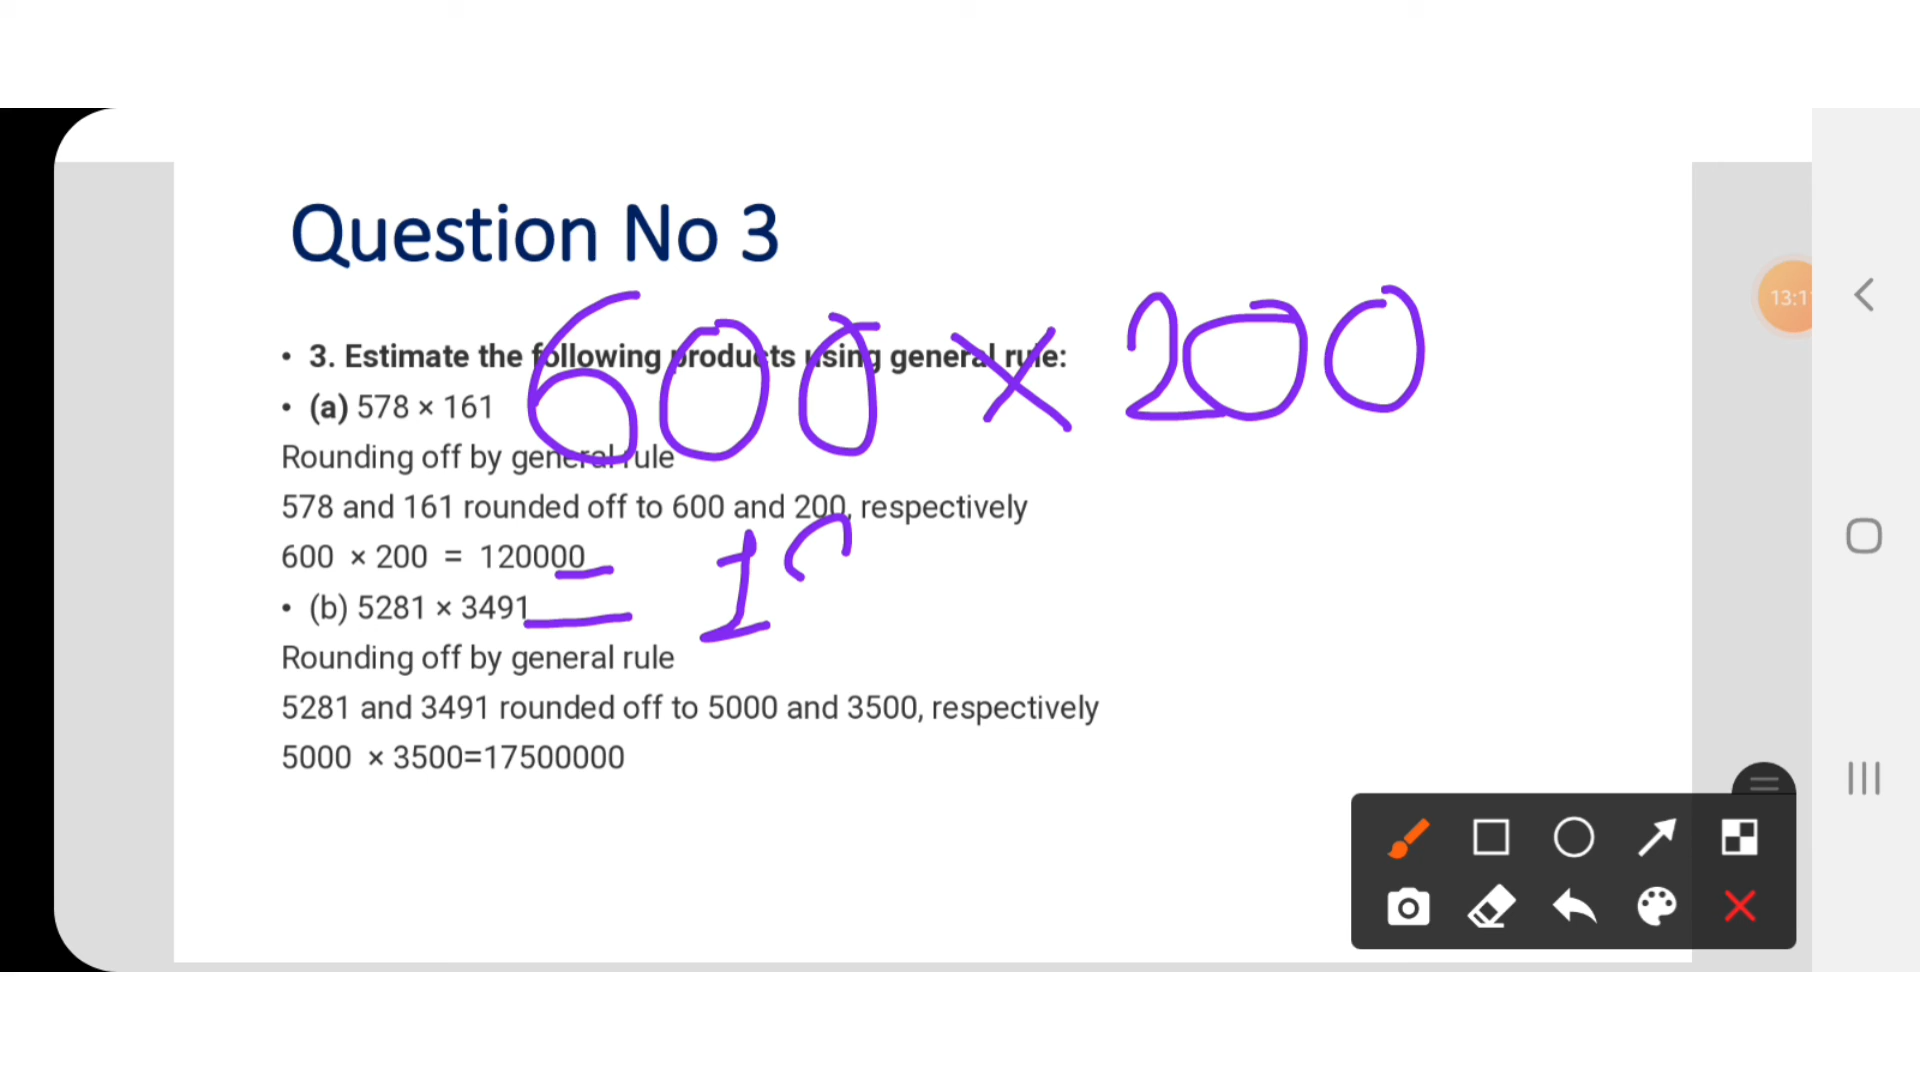 Question No 3
600 × 200
• 3. Estimate the following products using general rule:
• (a) 578 × 161
Rounding off by general rule
578 and 161 rounded off to 600 and 200, respectively
600 × 200 = 120000
= 1
• (b) 5281 × 3491
Rounding off by general rule
5281 and 3491 rounded off to 5000 and 3500, respectively
5000 × 3500=17500000